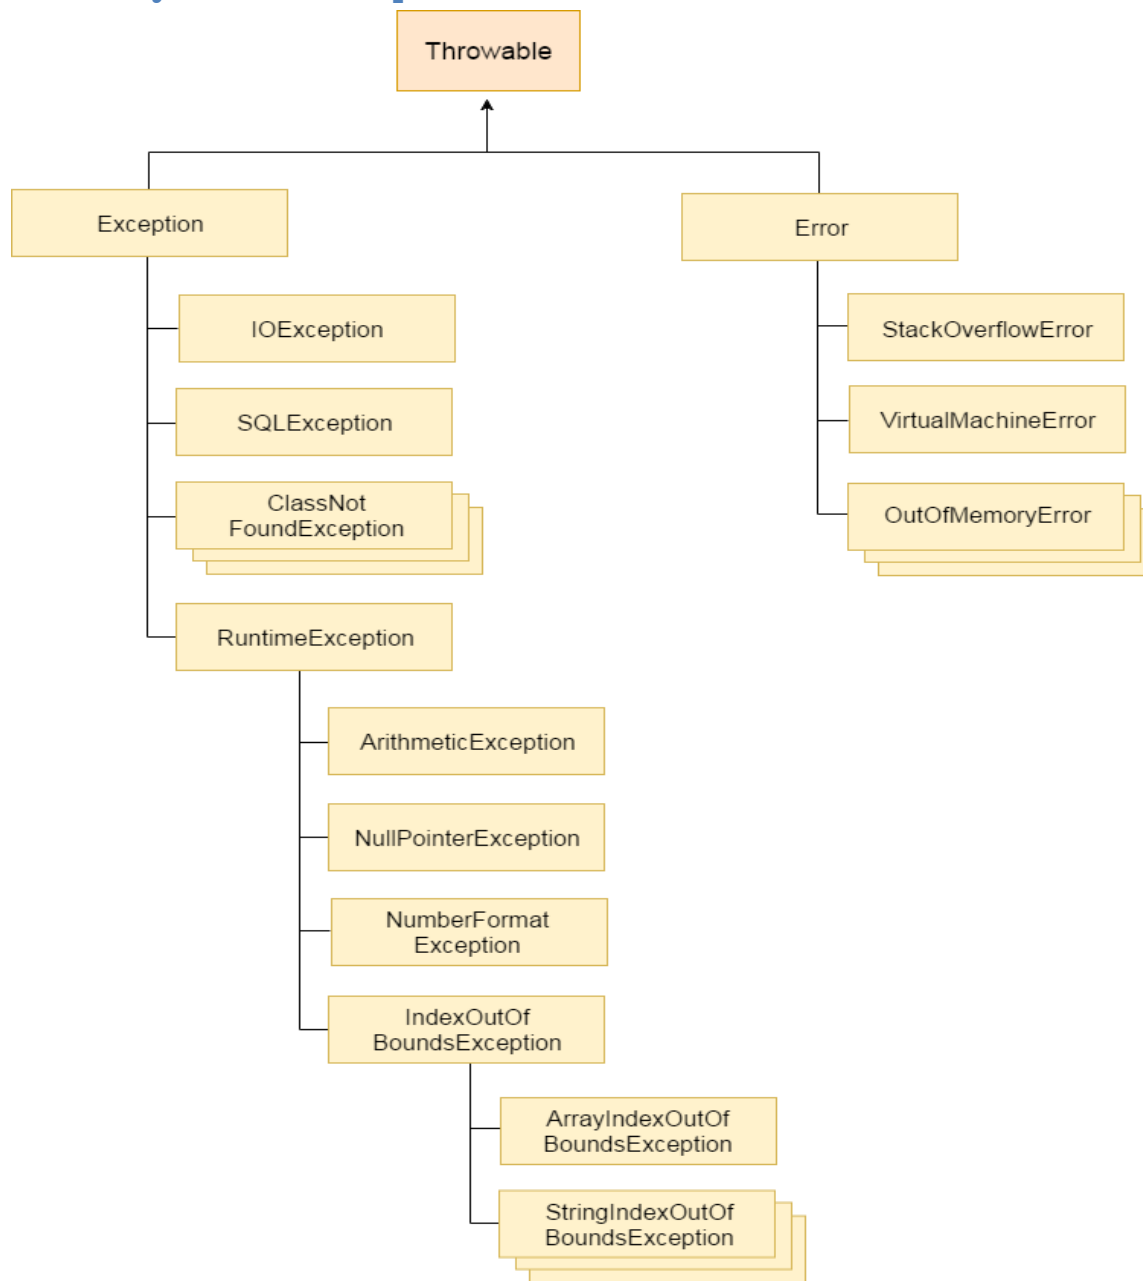 Throwable
Exception
Error
IOException
StackOverflowError
SQLException
VirtualMachineError
ClassNot
FoundException
OutOfMemoryError
RuntimeException
ArithmeticException
NullPointerException
NumberFormat
Exception
IndexOutOf
BoundsException
ArrayIndexOutOf
BoundsException
StringIndexOutOf
BoundsException